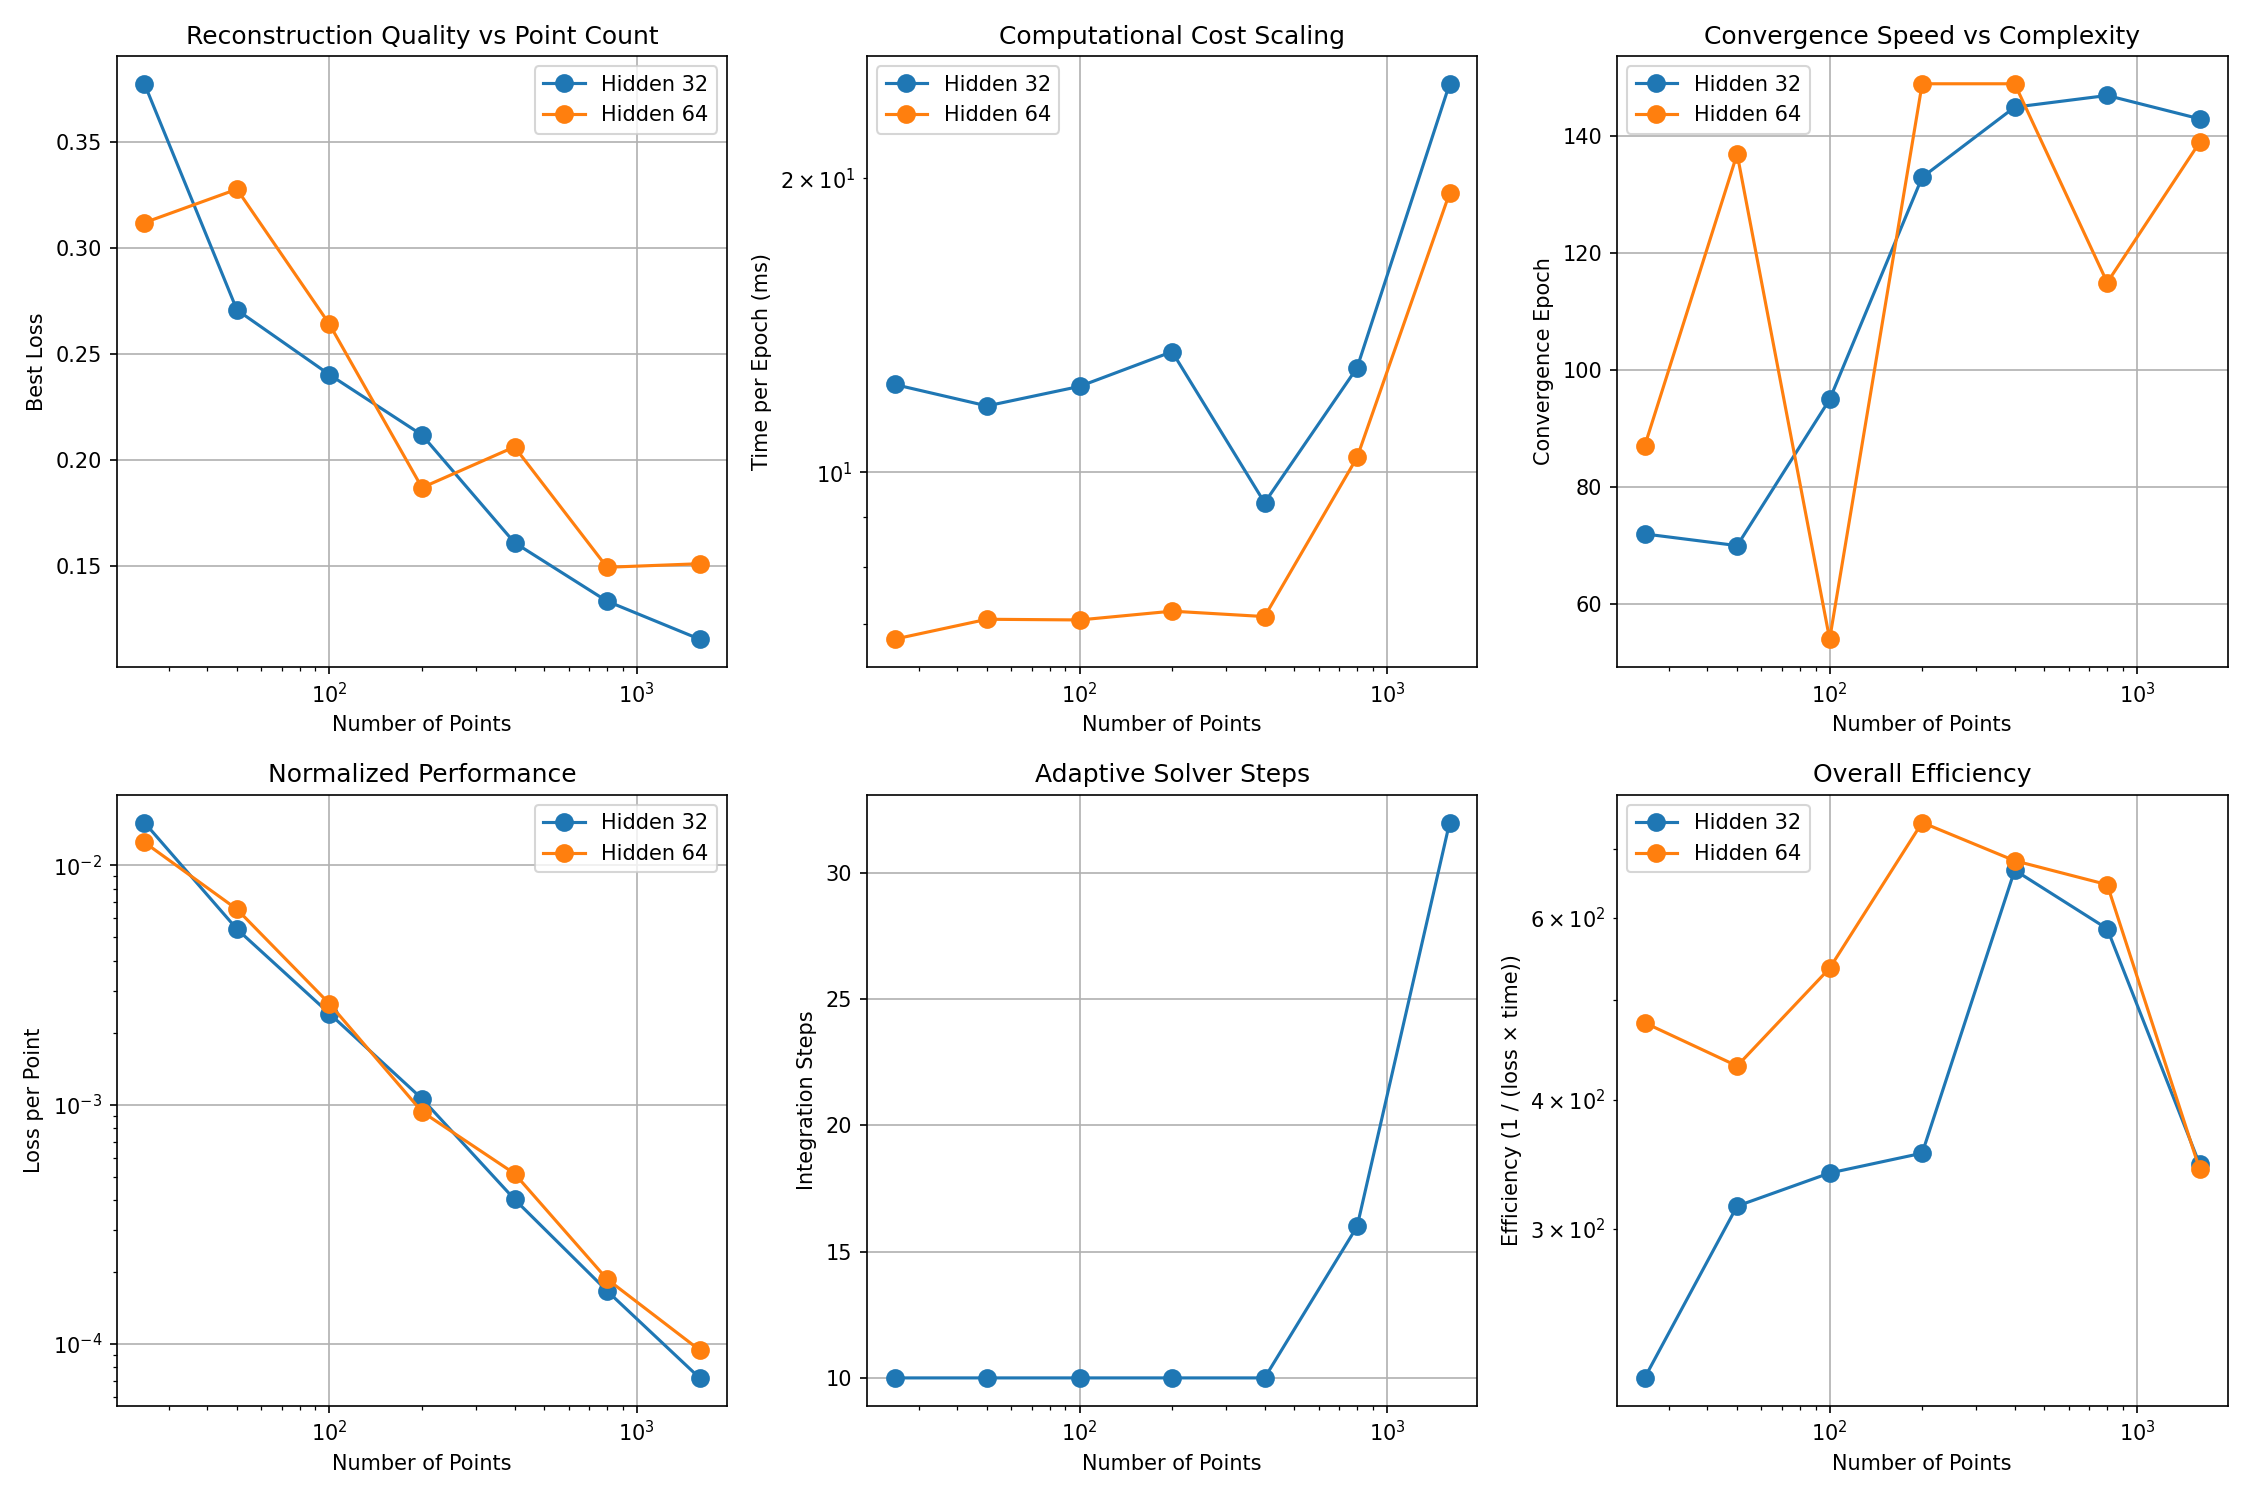 Reconstruction Quality vs Point Count
Hidden 32
Hidden 64
0.35
0.30
0.25
0.20
0.15
Best Loss
10²
10³
Number of Points
Computational Cost Scaling
Hidden 32
Hidden 64
2 × 10¹
10¹
Time per Epoch (ms)
10²
10³
Number of Points
Convergence Speed vs Complexity
Hidden 32
Hidden 64
140
120
100
80
60
Convergence Epoch
10²
10³
Number of Points
Normalized Performance
Hidden 32
Hidden 64
10⁻²
10⁻³
10⁻⁴
Loss per Point
10²
10³
Number of Points
Adaptive Solver Steps
30
25
20
15
10
Integration Steps
10²
10³
Number of Points
Overall Efficiency
Hidden 32
Hidden 64
6 × 10²
4 × 10²
3 × 10²
Efficiency (1 / (loss × time))
10²
10³
Number of Points